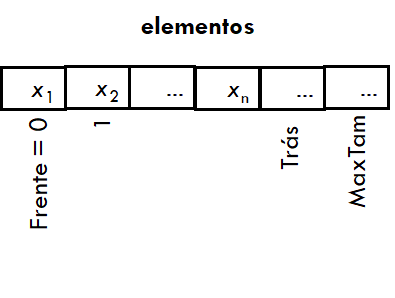 elementos
x1 x2 ... xn ... ...
Frente = 0
1
Trás
MaxTam